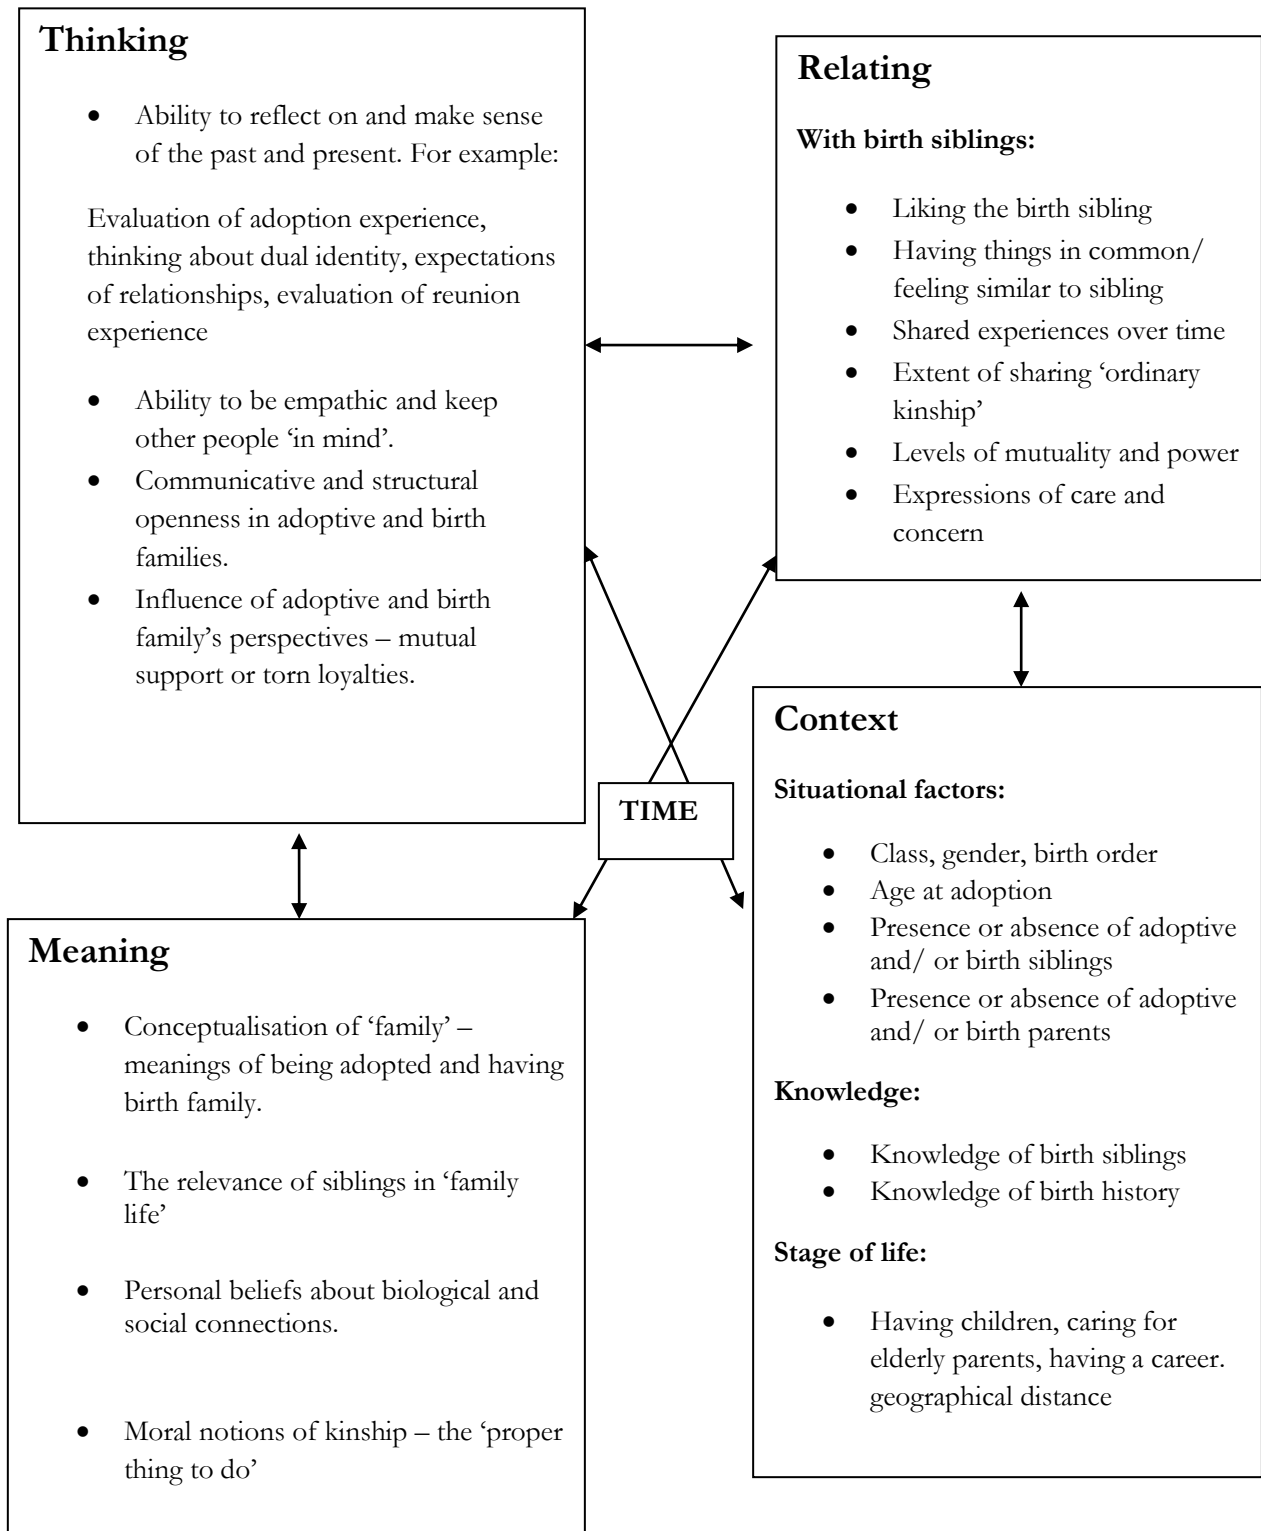 Thinking
• Ability to reflect on and make sense
of the past and present. For example:
Evaluation of adoption experience,
thinking about dual identity, expectations
of relationships, evaluation of reunion
experience
• Ability to be empathic and keep
other people ‘in mind’.
• Communicative and structural
openness in adoptive and birth
families.
• Influence of adoptive and birth
family’s perspectives – mutual
support or torn loyalties.
Relating
With birth siblings:
• Liking the birth sibling
• Having things in common/
feeling similar to sibling
• Shared experiences over time
• Extent of sharing ‘ordinary
kinship’
• Levels of mutuality and power
• Expressions of care and
concern
TIME
Meaning
• Conceptualisation of ‘family’ –
meanings of being adopted and having
birth family.
• The relevance of siblings in ‘family
life’
• Personal beliefs about biological and
social connections.
• Moral notions of kinship – the ‘proper
thing to do’
Context
Situational factors:
• Class, gender, birth order
• Age at adoption
• Presence or absence of adoptive
and/ or birth siblings
• Presence or absence of adoptive
and/ or birth parents
Knowledge:
• Knowledge of birth siblings
• Knowledge of birth history
Stage of life:
• Having children, caring for
elderly parents, having a career.
geographical distance